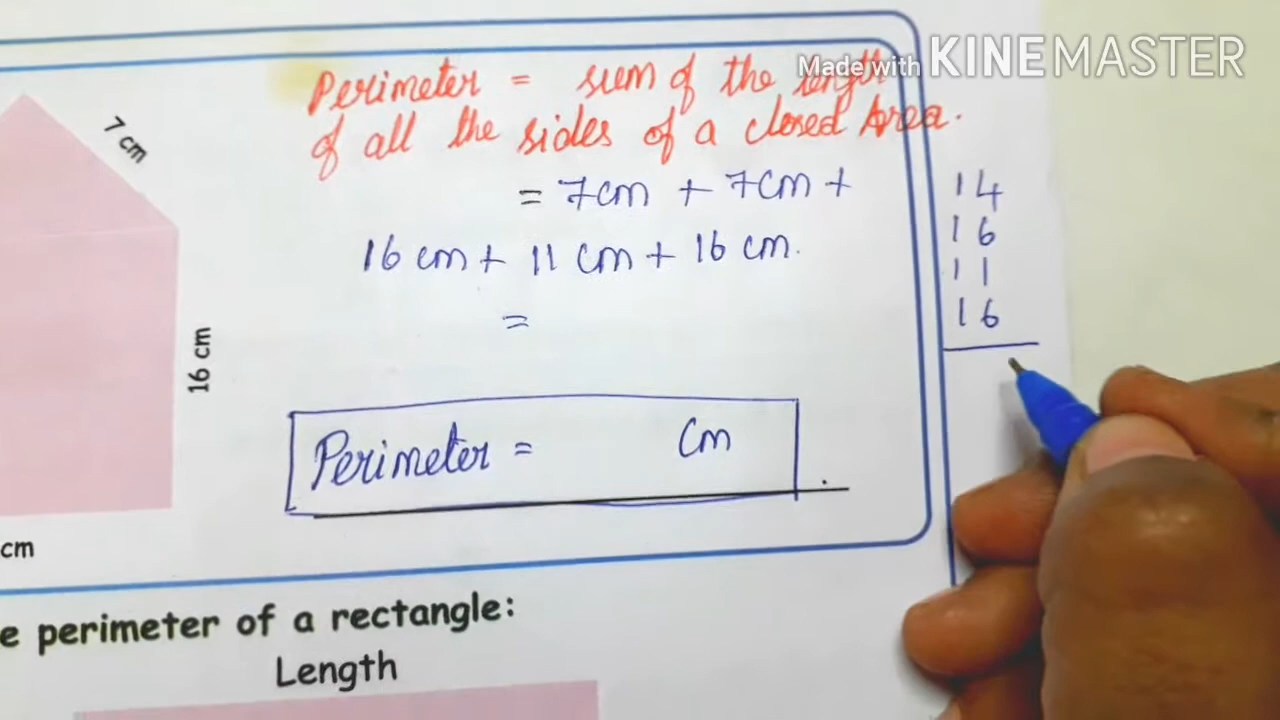 Made with KINEMASTER
Perimeter = sum of the length
of all the sides of a closed Area.
7 cm
= 7cm + 7cm +
16 cm + 11 cm + 16 cm.
=
14
16
11
16
16 cm
Perimeter = Cm
cm
e perimeter of a rectangle:
Length